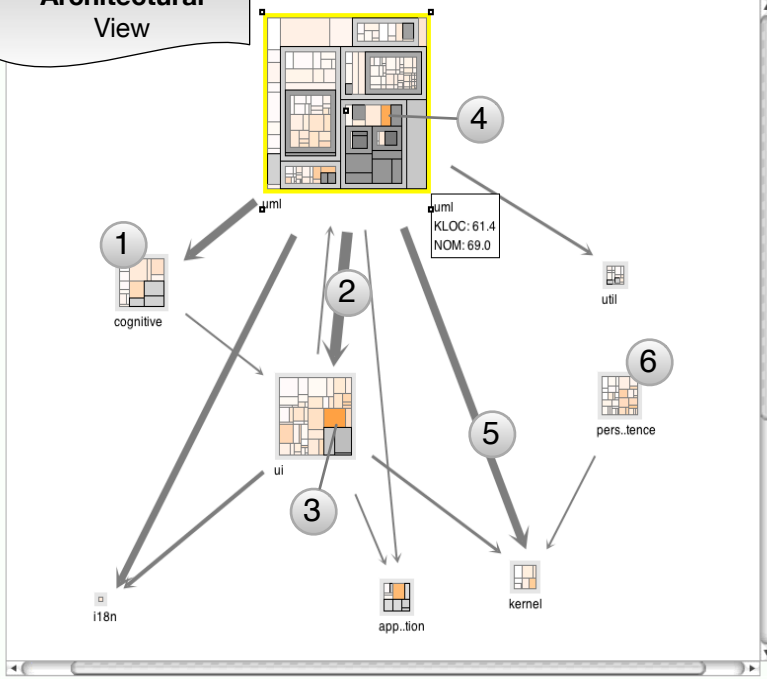 Architectural
View
4
uml
uml
KLOC: 61.4
NOM: 69.0
1
cognitive
2
util
6
pers..tence
5
ui
3
i18n
app..tion
kernel